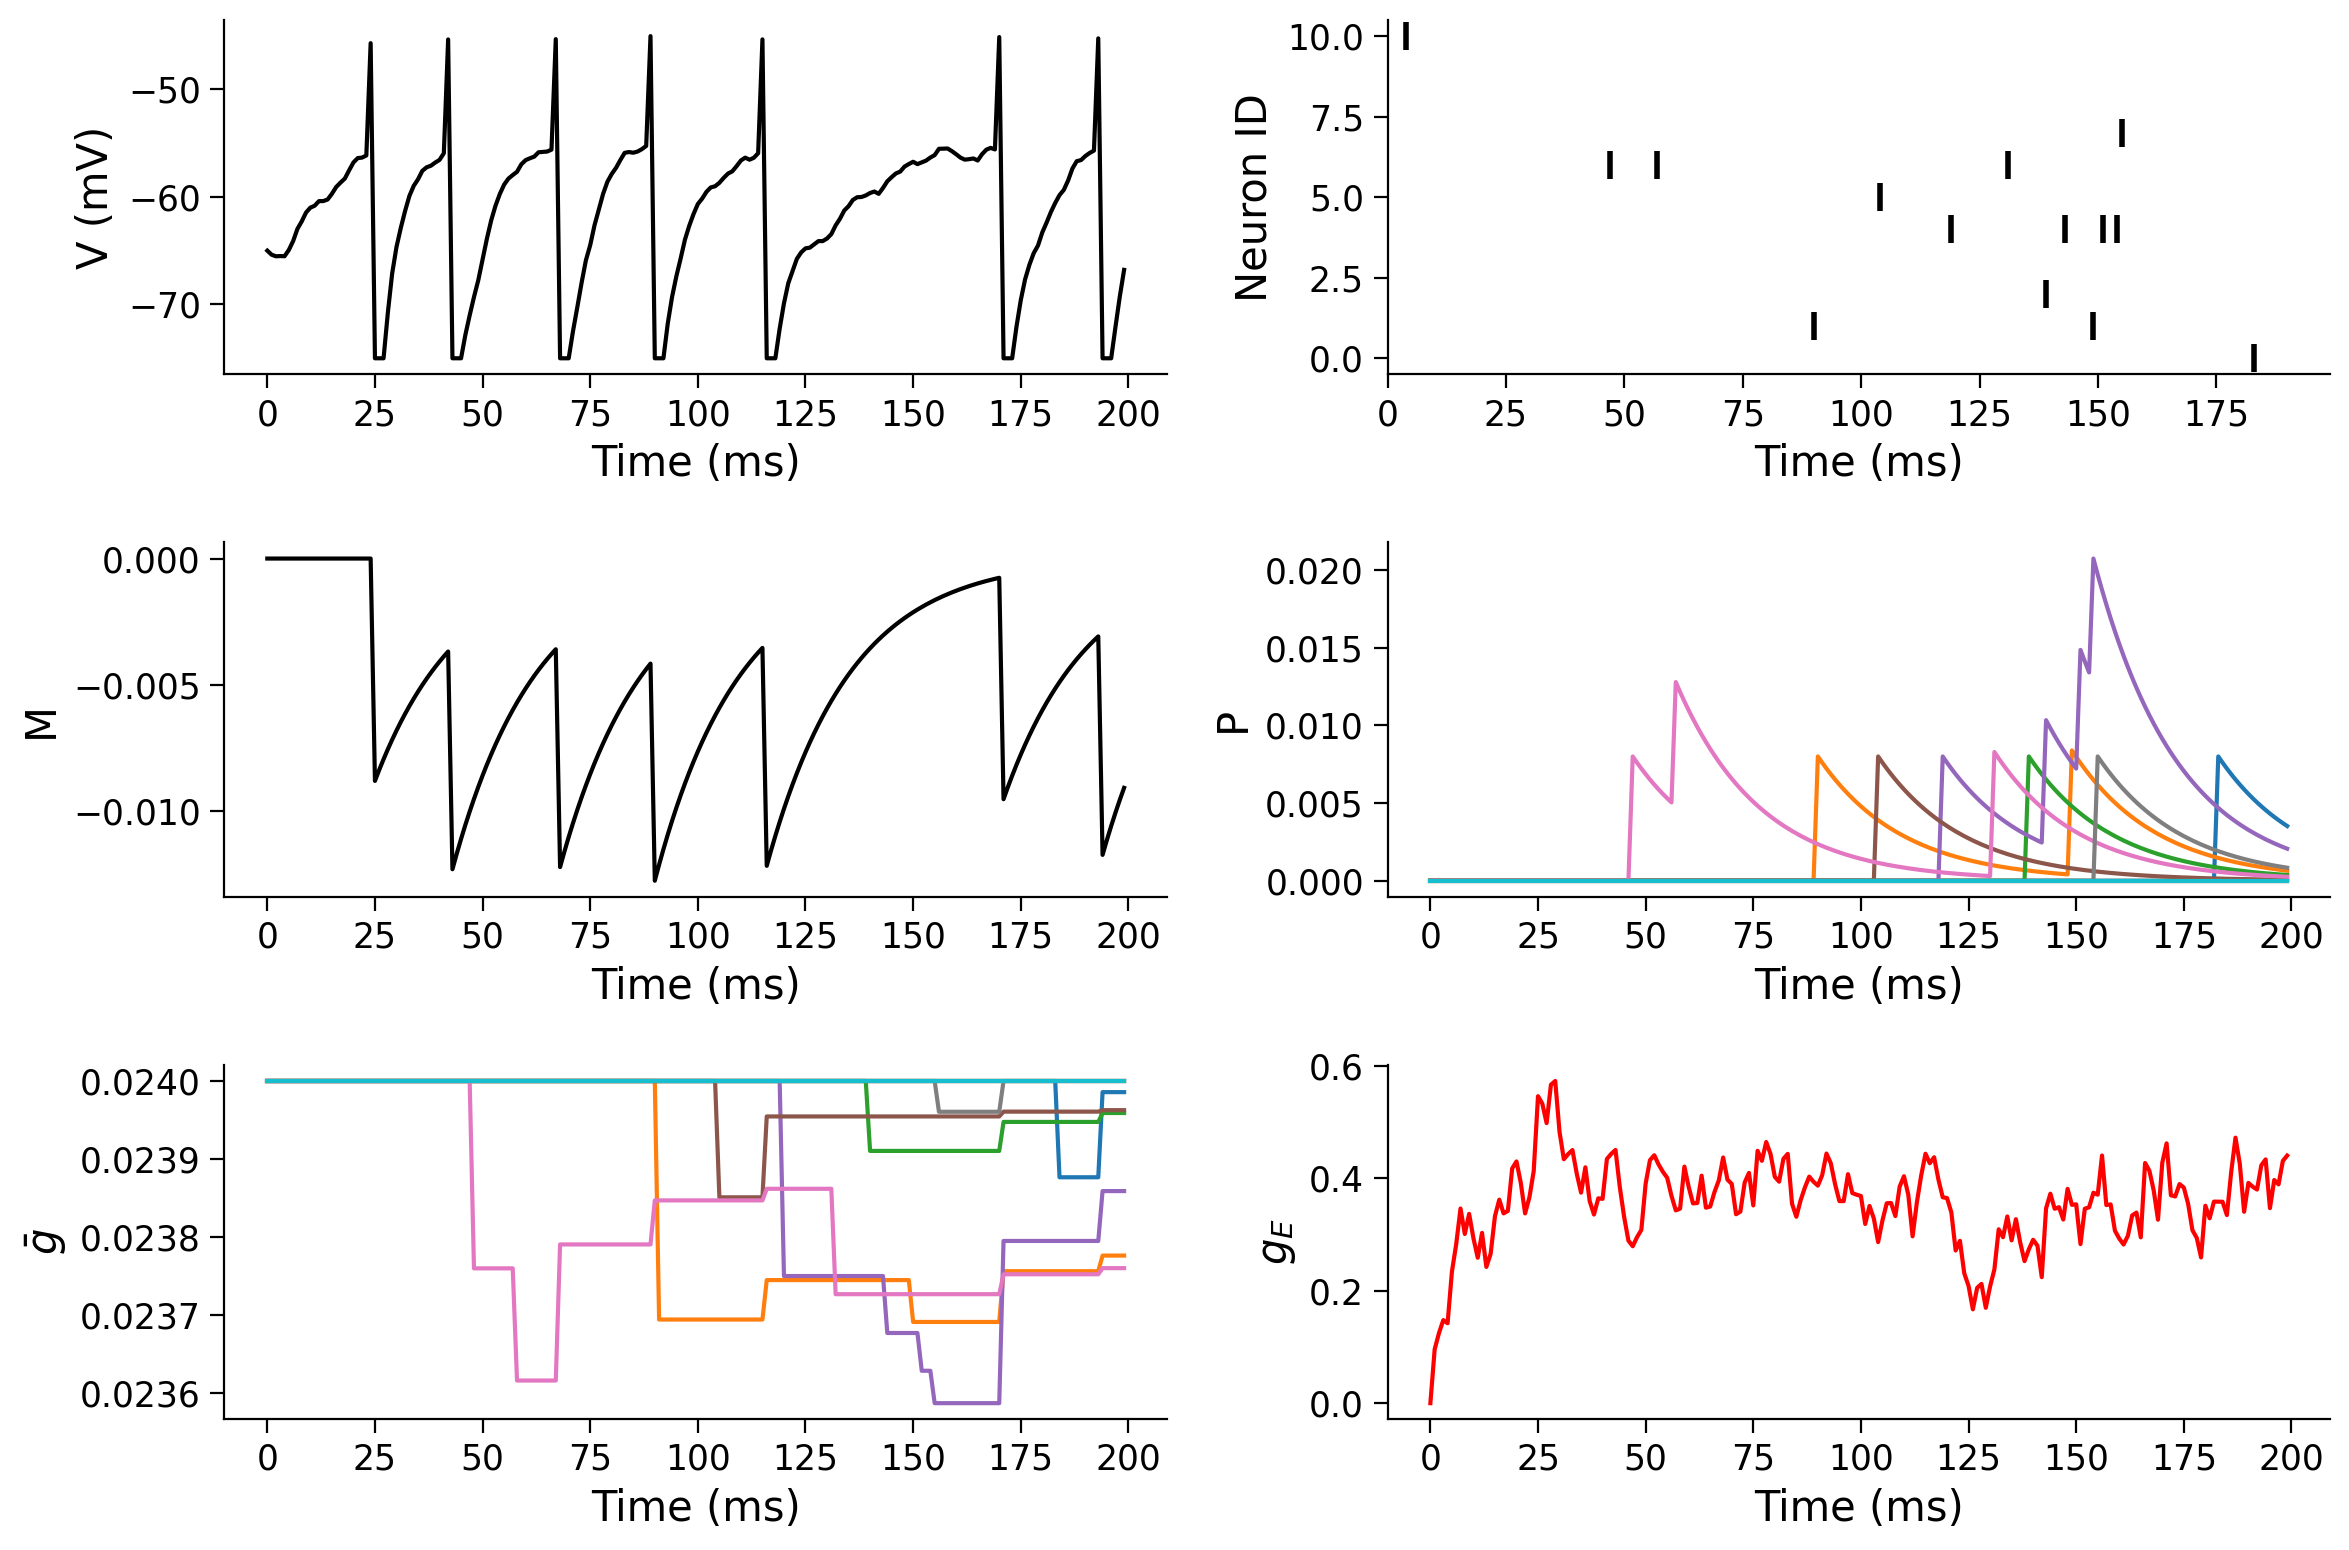 V (mV)
−50
−60
−70
0 25 50 75 100 125 150 175 200
Time (ms)
Neuron ID
10.0
7.5
5.0
2.5
0.0
0 25 50 75 100 125 150 175
Time (ms)
M
0.000
−0.005
−0.010
0 25 50 75 100 125 150 175 200
Time (ms)
P
0.020
0.015
0.010
0.005
0.000
0 25 50 75 100 125 150 175 200
Time (ms)
ḡ
0.0240
0.0239
0.0238
0.0237
0.0236
0 25 50 75 100 125 150 175 200
Time (ms)
g_E
0.6
0.4
0.2
0.0
0 25 50 75 100 125 150 175 200
Time (ms)